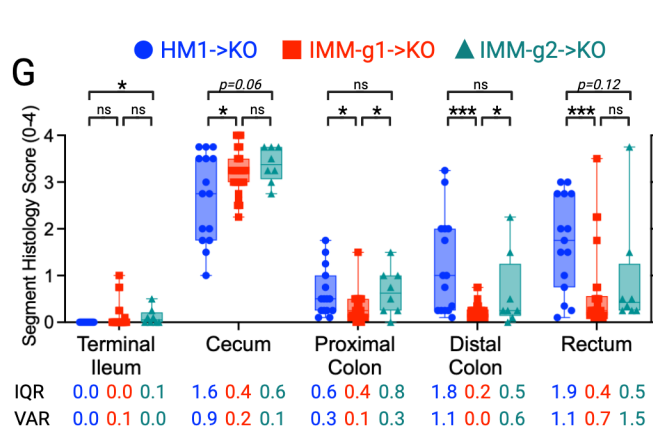 HM1->KO IMM-g1->KO IMM-g2->KO
G
* p=0.06 ns ns p=0.12
ns ns * ns * * *** * *** ns
Segment Histology Score (0-4)
4
3
2
1
0
Terminal Ileum
Cecum
Proximal Colon
Distal Colon
Rectum
IQR 0.0 0.0 0.1 1.6 0.4 0.6 0.6 0.4 0.8 1.8 0.2 0.5 1.9 0.4 0.5
VAR 0.0 0.1 0.0 0.9 0.2 0.1 0.3 0.1 0.3 1.1 0.0 0.6 1.1 0.7 1.5